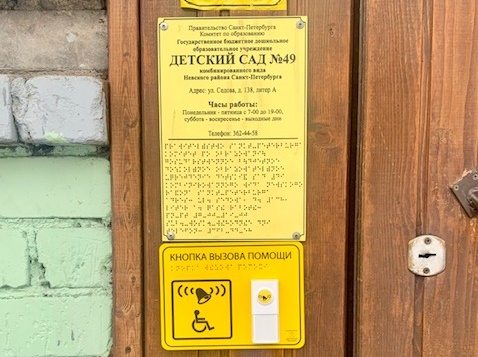 Правительство Санкт-Петербурга
Комитет по образованию
Государственное бюджетное дошкольное
образовательное учреждение
ДЕТСКИЙ САД №49
комбинированного вида
Невского района Санкт-Петербурга
Адрес: ул. Седова, д. 138, литер А
Часы работы:
Понедельник - пятница с 7-00 до 19-00,
суббота - воскресенье - выходные дни
Телефон: 362-44-58
КНОПКА ВЫЗОВА ПОМОЩИ